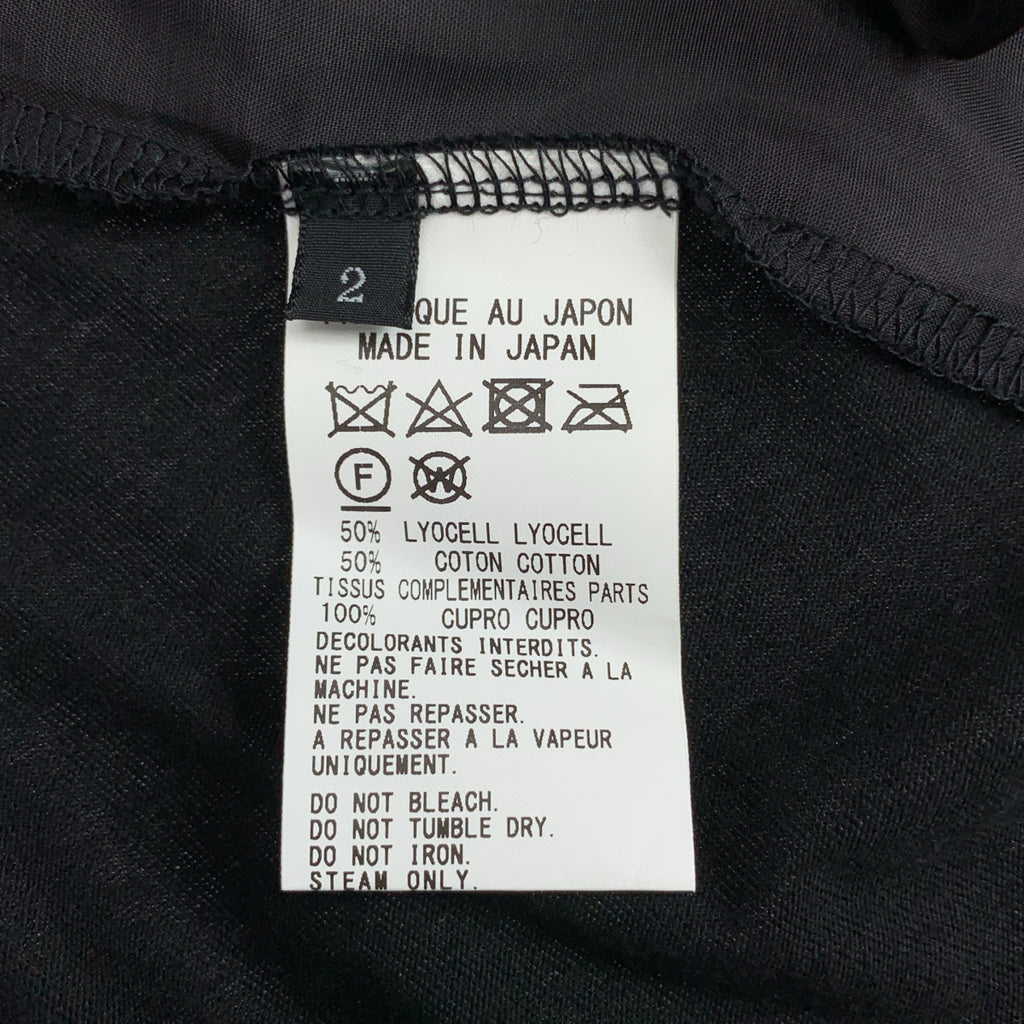 2
QUE AU JAPON
MADE IN JAPAN
F W
50% LYOCELL LYOCELL
50% COTON COTTON
TISSUS COMPLEMENTAIRES PARTS
100% CUPRO CUPRO
DECOLORANTS INTERDITS.
NE PAS FAIRE SECHER A LA
MACHINE.
NE PAS REPASSER.
A REPASSER A LA VAPEUR
UNIQUEMENT.
DO NOT BLEACH.
DO NOT TUMBLE DRY.
DO NOT IRON.
STEAM ONLY.